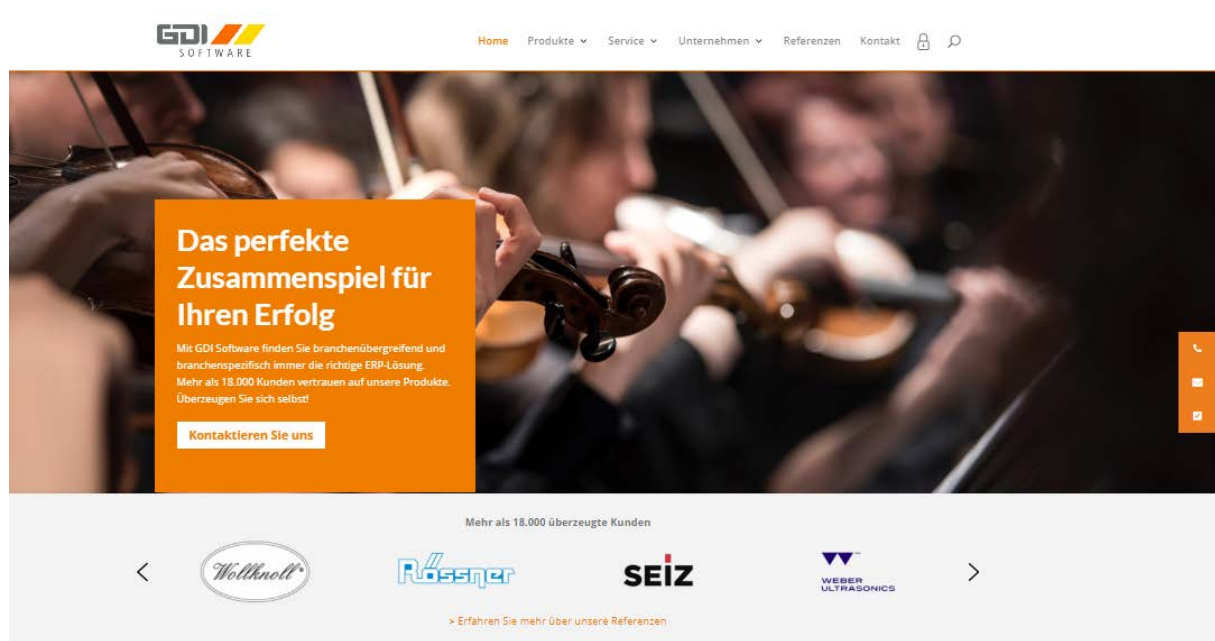 GDI
SOFTWARE
Home Produkte Service Unternehmen Referenzen Kontakt
Das perfekte
Zusammenspiel für
Ihren Erfolg
Mit GDI Software finden Sie branchenübergreifend und
branchenspezifisch immer die richtige ERP-Lösung.
Mehr als 18.000 Kunden vertrauen auf unsere Produkte.
Überzeugen Sie sich selbst!
Kontaktieren Sie uns
Mehr als 18.000 überzeugte Kunden
Wollknoll
Rössner
SEIZ
WEBER
ULTRASONICS
> Erfahren Sie mehr über unsere Referenzen